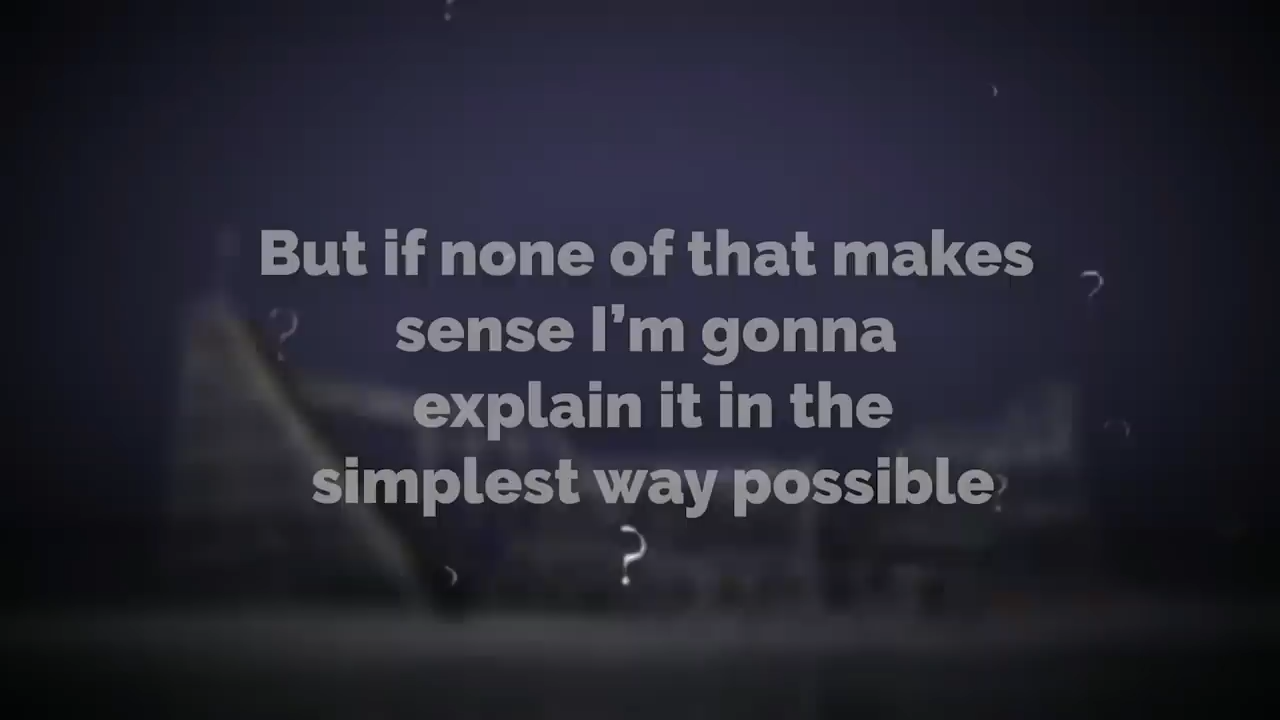 But if none of that makes
sense I’m gonna
explain it in the
simplest way possible
?
?
?
?